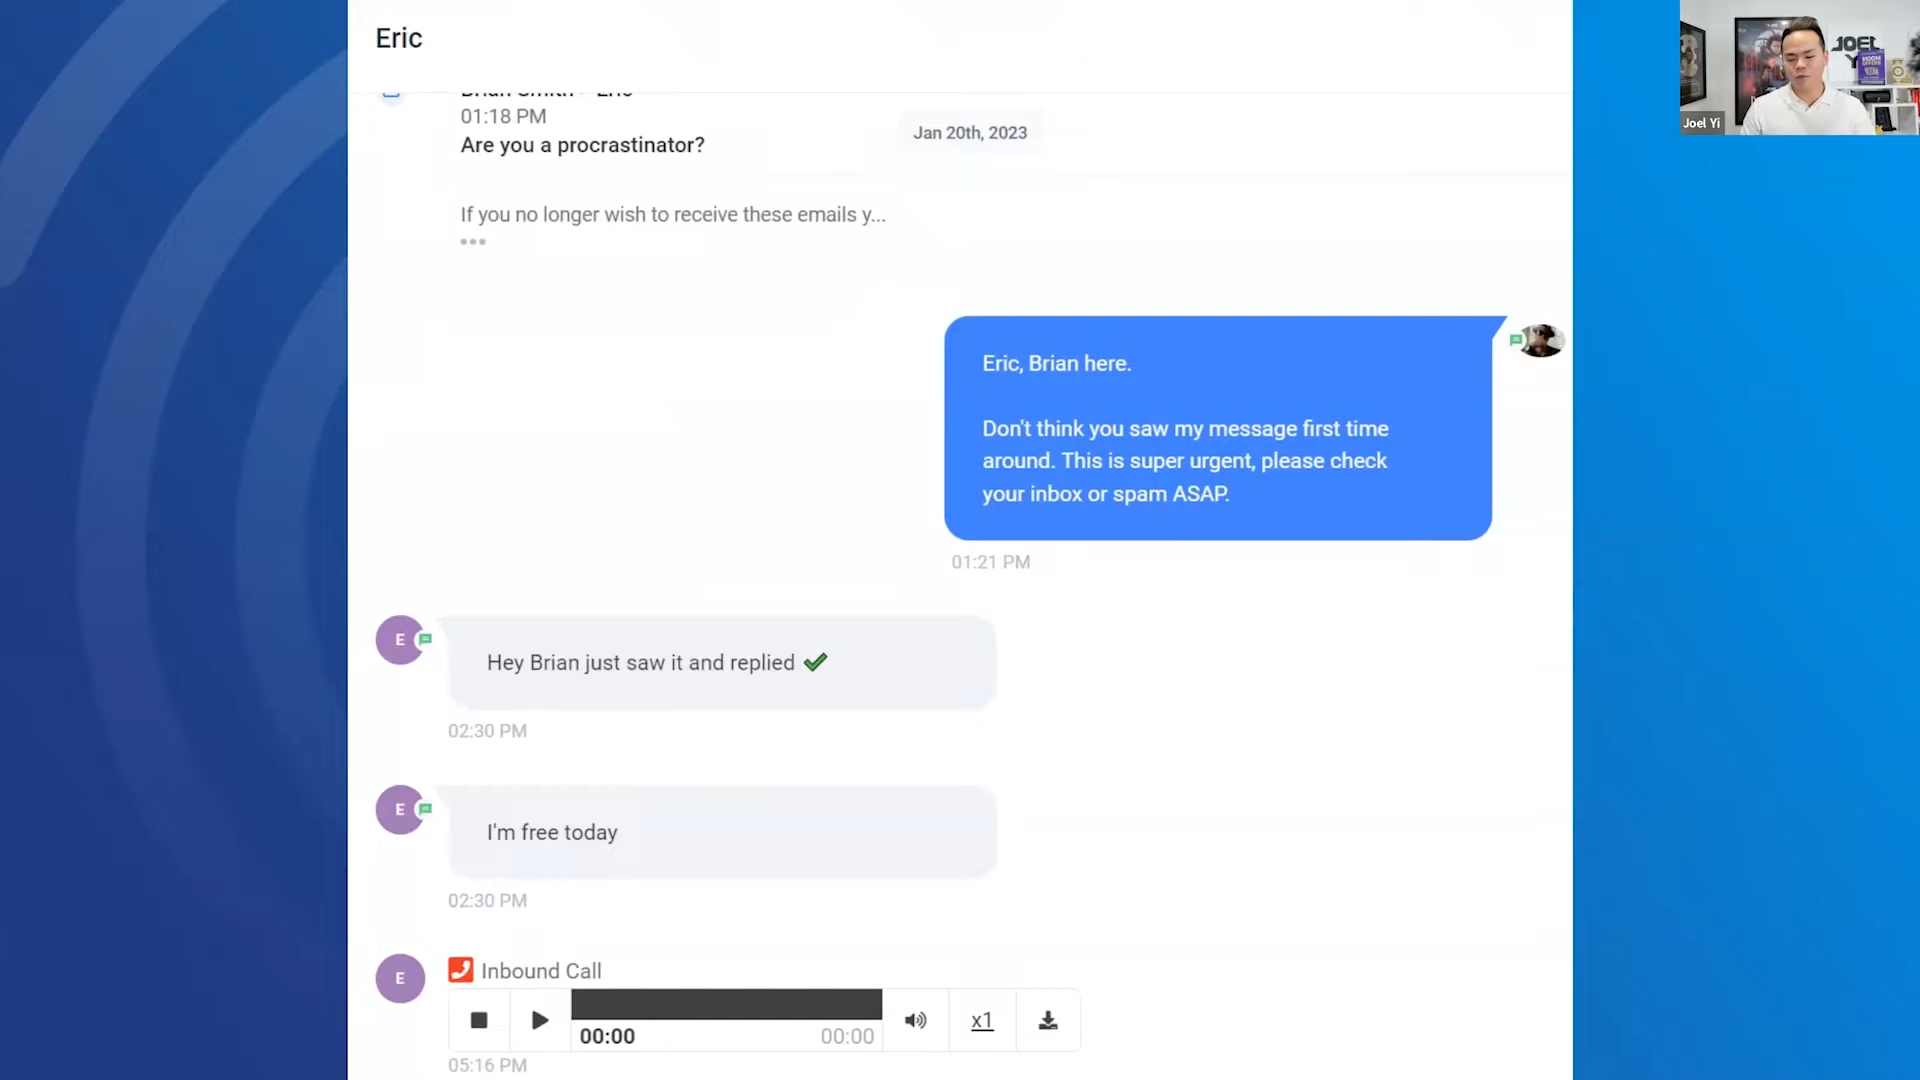 Eric
Brian Smith - Eric
01:18 PM
Jan 20th, 2023
Are you a procrastinator?
If you no longer wish to receive these emails y...
Eric, Brian here.
Don't think you saw my message first time
around. This is super urgent, please check
your inbox or spam ASAP.
01:21 PM
E
Hey Brian just saw it and replied
02:30 PM
E
I'm free today
02:30 PM
E
Inbound Call
00:00
00:00
x1
05:16 PM
JOEL
Joel Yi